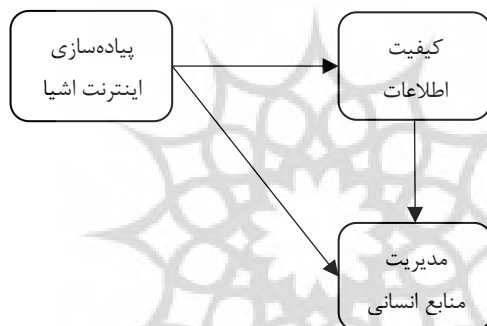 پیاده‌سازی
اینترنت اشیا
کیفیت
اطلاعات
مدیریت
منابع انسانی